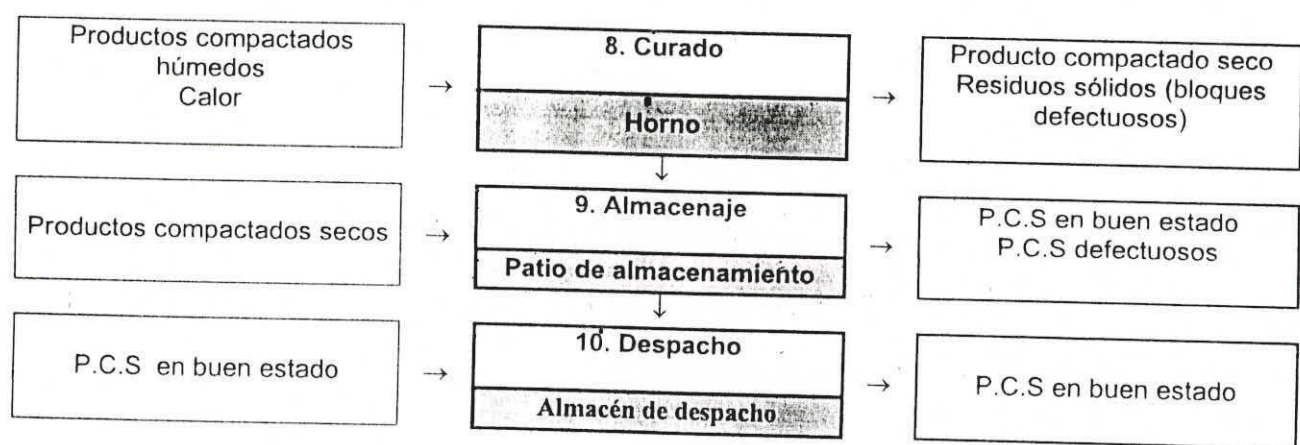 Productos compactados
húmedos
Calor
→
8. Curado
Horno
→
Producto compactado seco
Residuos sólidos (bloques
defectuosos)
↓
Productos compactados secos
→
9. Almacenaje
Patio de almacenamiento
→
P.C.S en buen estado
P.C.S defectuosos
↓
P.C.S en buen estado
→
10. Despacho
Almacén de despacho
→
P.C.S en buen estado